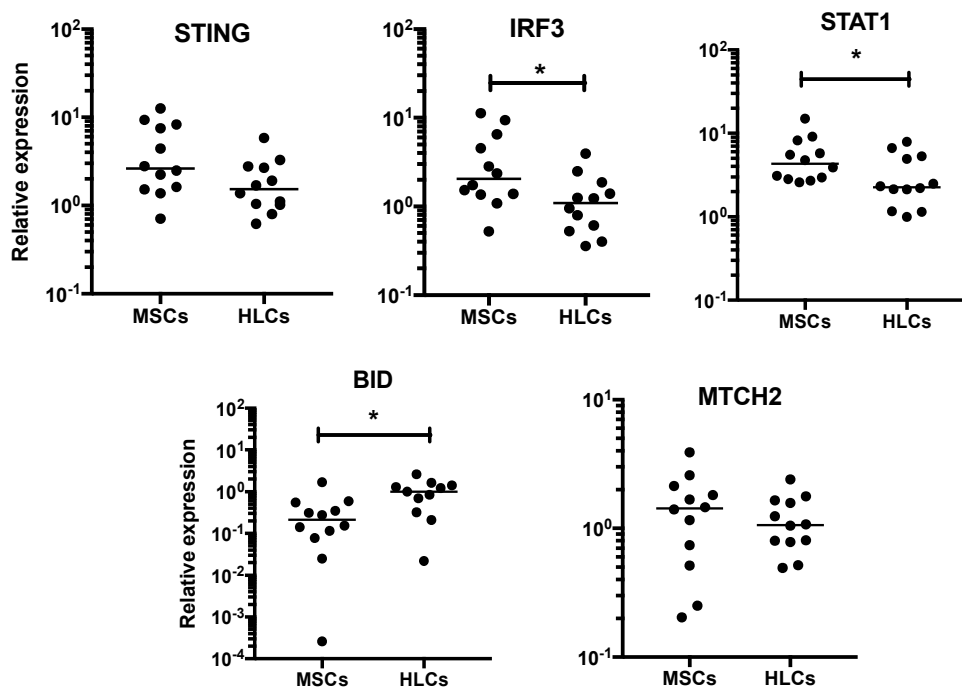 STING
Relative expression
10²
10¹
10⁰
10⁻¹
MSCs HLCs
IRF3
*
10²
10¹
10⁰
10⁻¹
MSCs HLCs
STAT1
*
10²
10¹
10⁰
10⁻¹
MSCs HLCs
BID
*
Relative expression
10²
10¹
10⁰
10⁻¹
10⁻²
10⁻³
10⁻⁴
MSCs HLCs
MTCH2
10¹
10⁰
10⁻¹
MSCs HLCs